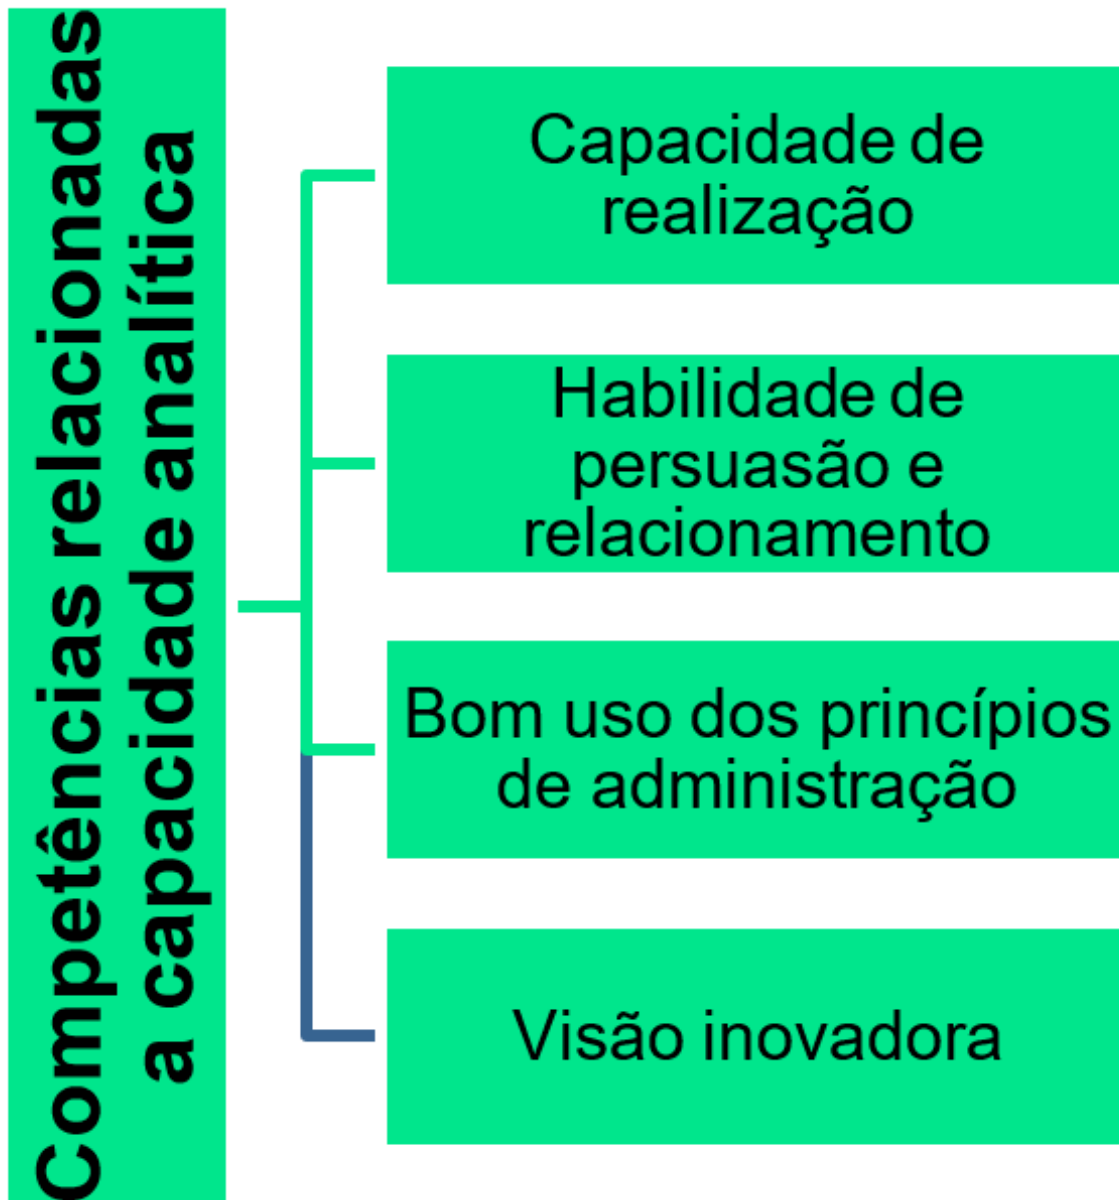 Competências relacionadas
a capacidade analítica
Capacidade de
realização
Habilidade de
persuasão e
relacionamento
Bom uso dos princípios
de administração
Visão inovadora